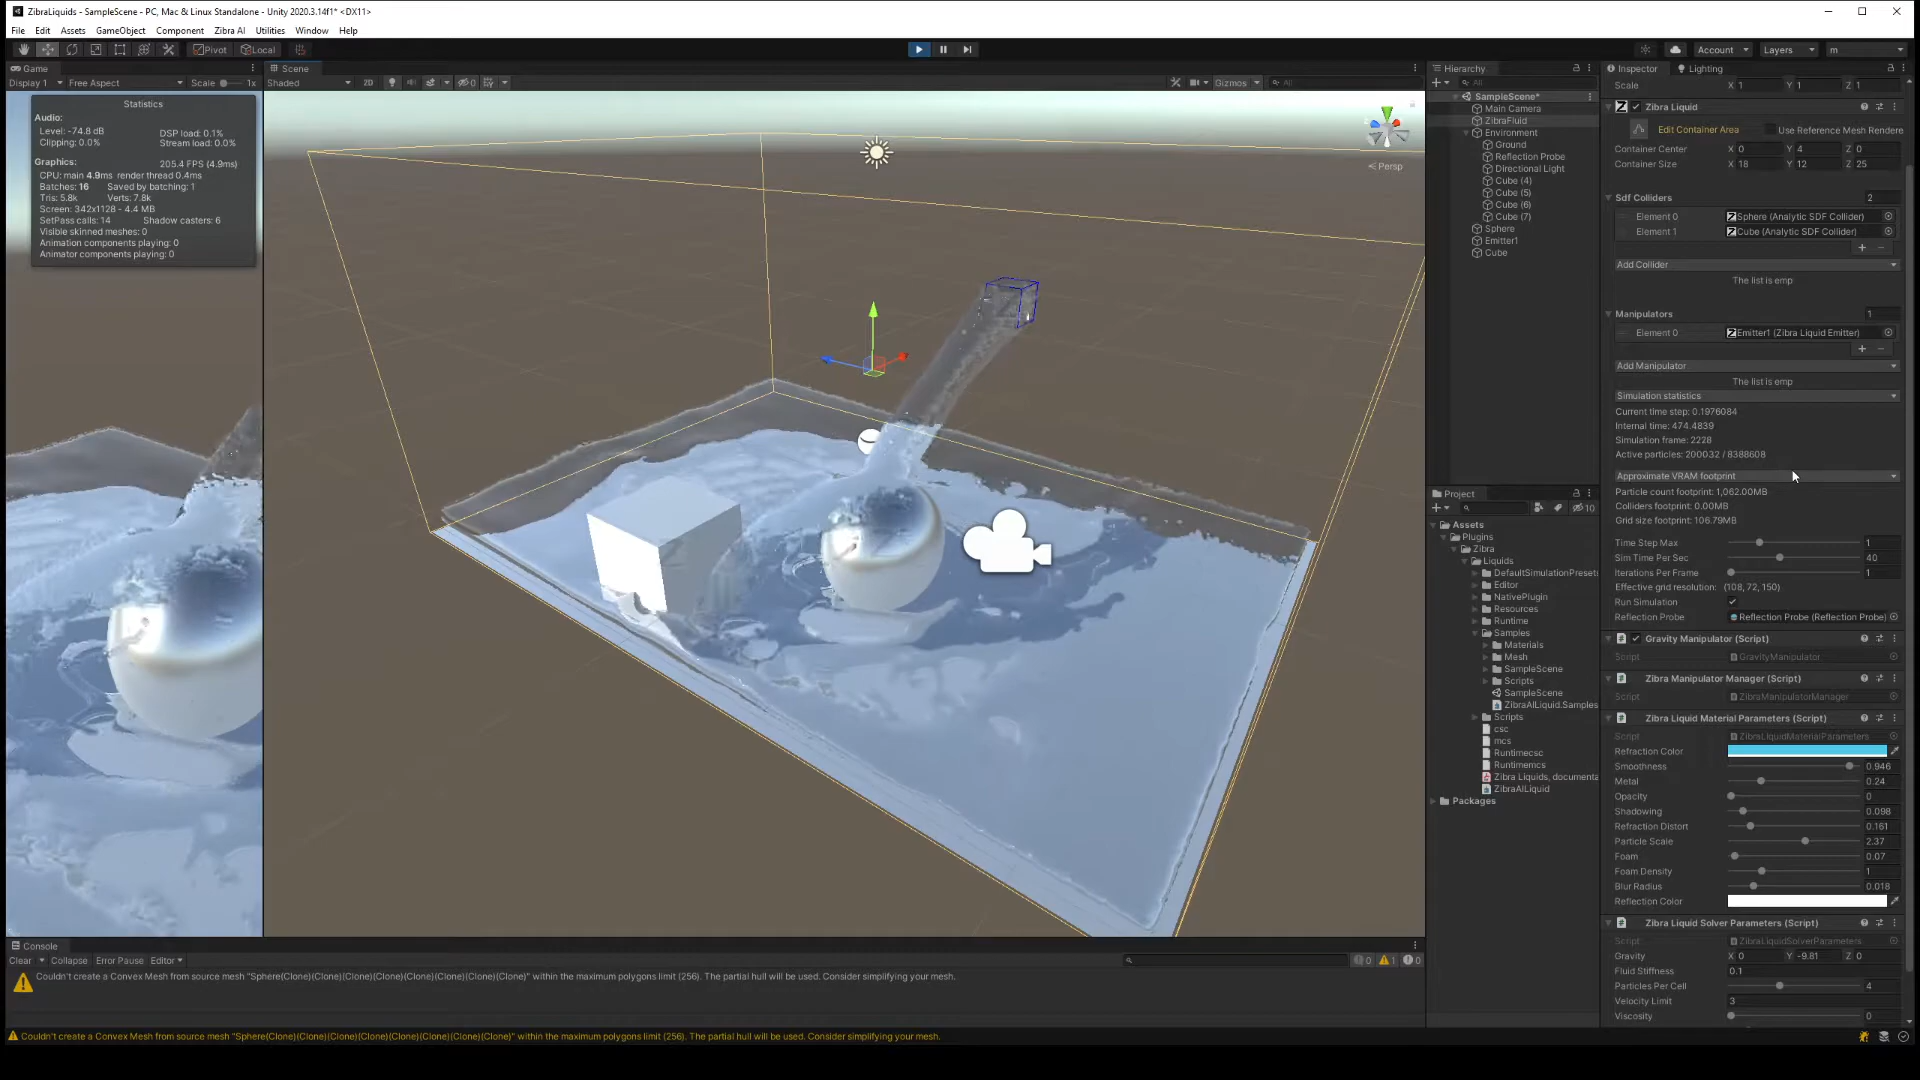 ZibraLiquids - SampleScene - PC, Mac & Linux Standalone - Unity 2020.3.14f1* <DX11>
File Edit Assets GameObject Component Zibra AI Utilities Window Help
Pivot Local
Account Layers m
Game
Display 1 Free Aspect Scale 1x
Statistics
Audio:
Level: -74.8 dB DSP load: 0.1%
Clipping: 0.0% Stream load: 0.0%
Graphics: 205.4 FPS (4.9ms)
CPU: main 4.9ms render thread 0.4ms
Batches: 16 Saved by batching: 1
Tris: 5.8k Verts: 7.8k
Screen: 342x1128 - 4.4 MB
SetPass calls: 14 Shadow casters: 6
Visible skinned meshes: 0
Animation components playing: 0
Animator components playing: 0
Scene
Shaded 2D 0 Gizmos All
Persp
Hierarchy
All
SampleScene*
Main Camera
ZibraFluid
Environment
Ground
Reflection Probe
Directional Light
Cube (4)
Cube (5)
Cube (6)
Cube (7)
Sphere
Emitter1
Cube
Project
10
Assets
Plugins
Zibra
Liquids
DefaultSimulationPreset
Editor
NativePlugin
Resources
Runtime
Samples
Materials
Mesh
SampleScene
Scripts
SampleScene
ZibraAILiquid.Samples
Scripts
csc
mcs
Runtimecsc
Runtimemcs
Zibra Liquids, documenta
ZibraAILiquid
Packages
Inspector Lighting
Scale X 1 Y 1 Z 1
Zibra Liquid
Edit Container Area Use Reference Mesh Rendere
Container Center X 0 Y 4 Z 0
Container Size X 18 Y 12 Z 25
Sdf Colliders 2
Element 0 Sphere (Analytic SDF Collider)
Element 1 Cube (Analytic SDF Collider)
Add Collider
The list is emp
Manipulators 1
Element 0 Emitter1 (Zibra Liquid Emitter)
Add Manipulator
The list is emp
Simulation statistics
Current time step: 0.1976084
Internal time: 474.4839
Simulation frame: 2228
Active particles: 200032 / 8388608
Approximate VRAM footprint
Particle count footprint: 1,062.00MB
Colliders footprint: 0.00MB
Grid size footprint: 106.79MB
Time Step Max 1
Sim Time Per Sec 40
Iterations Per Frame 1
Effective grid resolution: (108, 72, 150)
Run Simulation
Reflection Probe Reflection Probe (Reflection Probe)
Gravity Manipulator (Script)
Script GravityManipulator
Zibra Manipulator Manager (Script)
Script ZibraManipulatorManager
Zibra Liquid Material Parameters (Script)
Script ZibraLiquidMaterialParameters
Refraction Color
Smoothness 0.946
Metal 0.24
Opacity 0
Shadowing 0.098
Refraction Distort 0.161
Particle Scale 2.37
Foam 0.07
Foam Density 1
Blur Radius 0.018
Reflection Color
Zibra Liquid Solver Parameters (Script)
Script ZibraLiquidSolverParameters
Gravity X 0 Y -9.81 Z 0
Fluid Stiffness 0.1
Particles Per Cell 4
Velocity Limit 3
Viscosity 0
Console
Clear Collapse Error Pause Editor 0 1 0
Couldn't create a Convex Mesh from source mesh "Sphere(Clone)(Clone)(Clone)(Clone)(Clone)(Clone)(Clone)" within the maximum polygons limit (256). The partial hull will be used. Consider simplifying your mesh.
Couldn't create a Convex Mesh from source mesh "Sphere(Clone)(Clone)(Clone)(Clone)(Clone)(Clone)(Clone)" within the maximum polygons limit (256). The partial hull will be used. Consider simplifying your mesh.